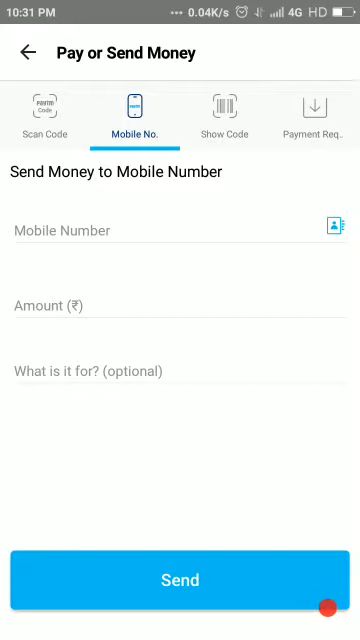 10:31 PM ... 0.04K/s 4G HD
Pay or Send Money
PAYTM
Code
Scan Code
Mobile No.
Show Code
Payment Req..
Send Money to Mobile Number
Mobile Number
Amount (₹)
What is it for? (optional)
Send